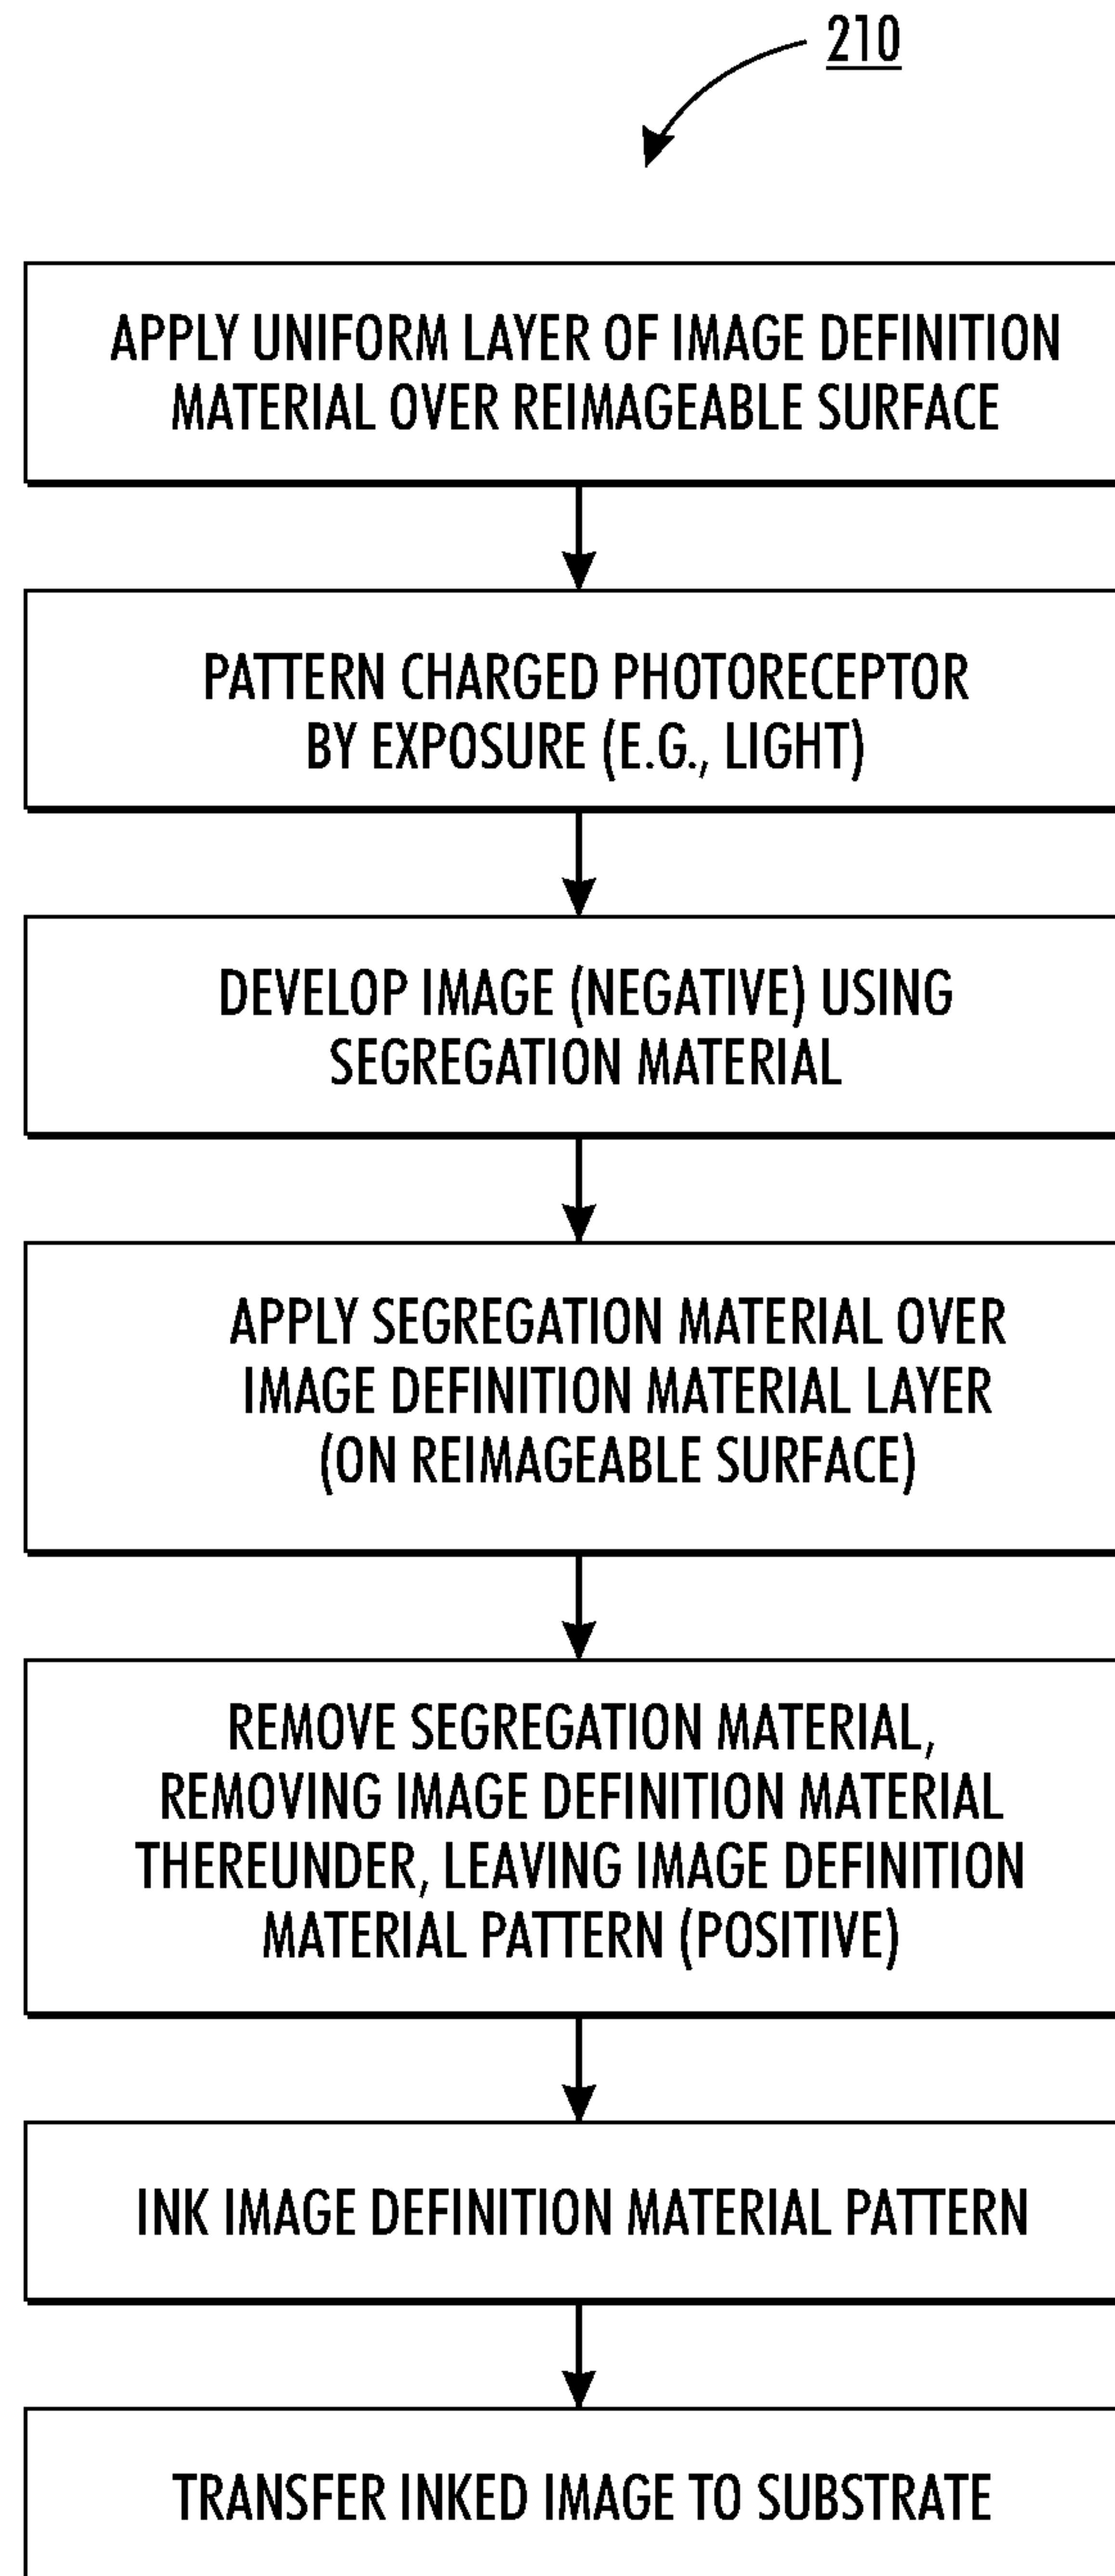 210
APPLY UNIFORM LAYER OF IMAGE DEFINITION
MATERIAL OVER REIMAGEABLE SURFACE
PATTERN CHARGED PHOTORECEPTOR
BY EXPOSURE (E.G., LIGHT)
DEVELOP IMAGE (NEGATIVE) USING
SEGREGATION MATERIAL
APPLY SEGREGATION MATERIAL OVER
IMAGE DEFINITION MATERIAL LAYER
(ON REIMAGEABLE SURFACE)
REMOVE SEGREGATION MATERIAL,
REMOVING IMAGE DEFINITION MATERIAL
THEREUNDER, LEAVING IMAGE DEFINITION
MATERIAL PATTERN (POSITIVE)
INK IMAGE DEFINITION MATERIAL PATTERN
TRANSFER INKED IMAGE TO SUBSTRATE